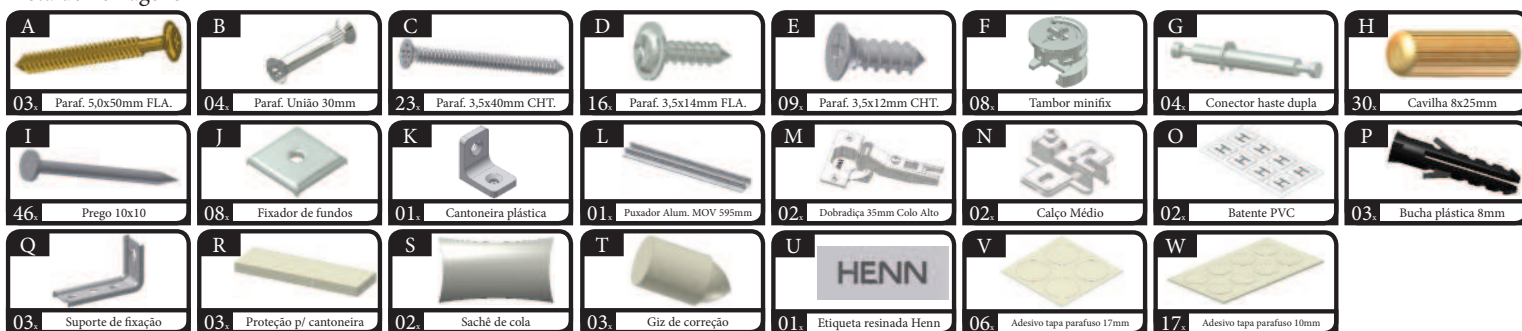 A
03x Paraf. 5,0x50mm FLA.
B
04x Paraf. União 30mm
C
23x Paraf. 3,5x40mm CHT.
D
16x Paraf. 3,5x14mm FLA.
E
09x Paraf. 3,5x12mm CHT.
F
08x Tambor minifix
G
04x Conector haste dupla
H
30x Cavilha 8x25mm
I
46x Prego 10x10
J
08x Fixador de fundos
K
01x Cantoneira plástica
L
01x Puxador Alum. MOV 595mm
M
02x Dobradiça 35mm Colo Alto
N
02x Calço Médio
O
H H H H H H H H
02x Batente PVC
P
03x Bucha plástica 8mm
Q
03x Suporte de fixação
R
03x Proteção p/ cantoneira
S
02x Sachê de cola
T
03x Giz de correção
U
HENN
01x Etiqueta resinada Henn
V
06x Adesivo tapa parafuso 17mm
W
17x Adesivo tapa parafuso 10mm